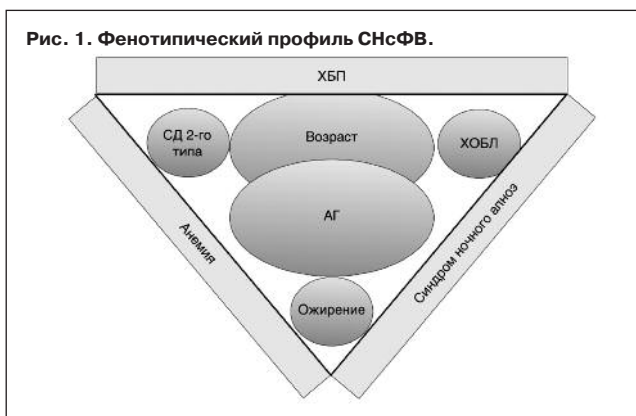 Рис. 1. Фенотипический профиль СНсФВ.
ХБП
СД 2-го
типа
Возраст
ХОБЛ
АГ
Анемия
Синдром ночного апноэ
Ожирение